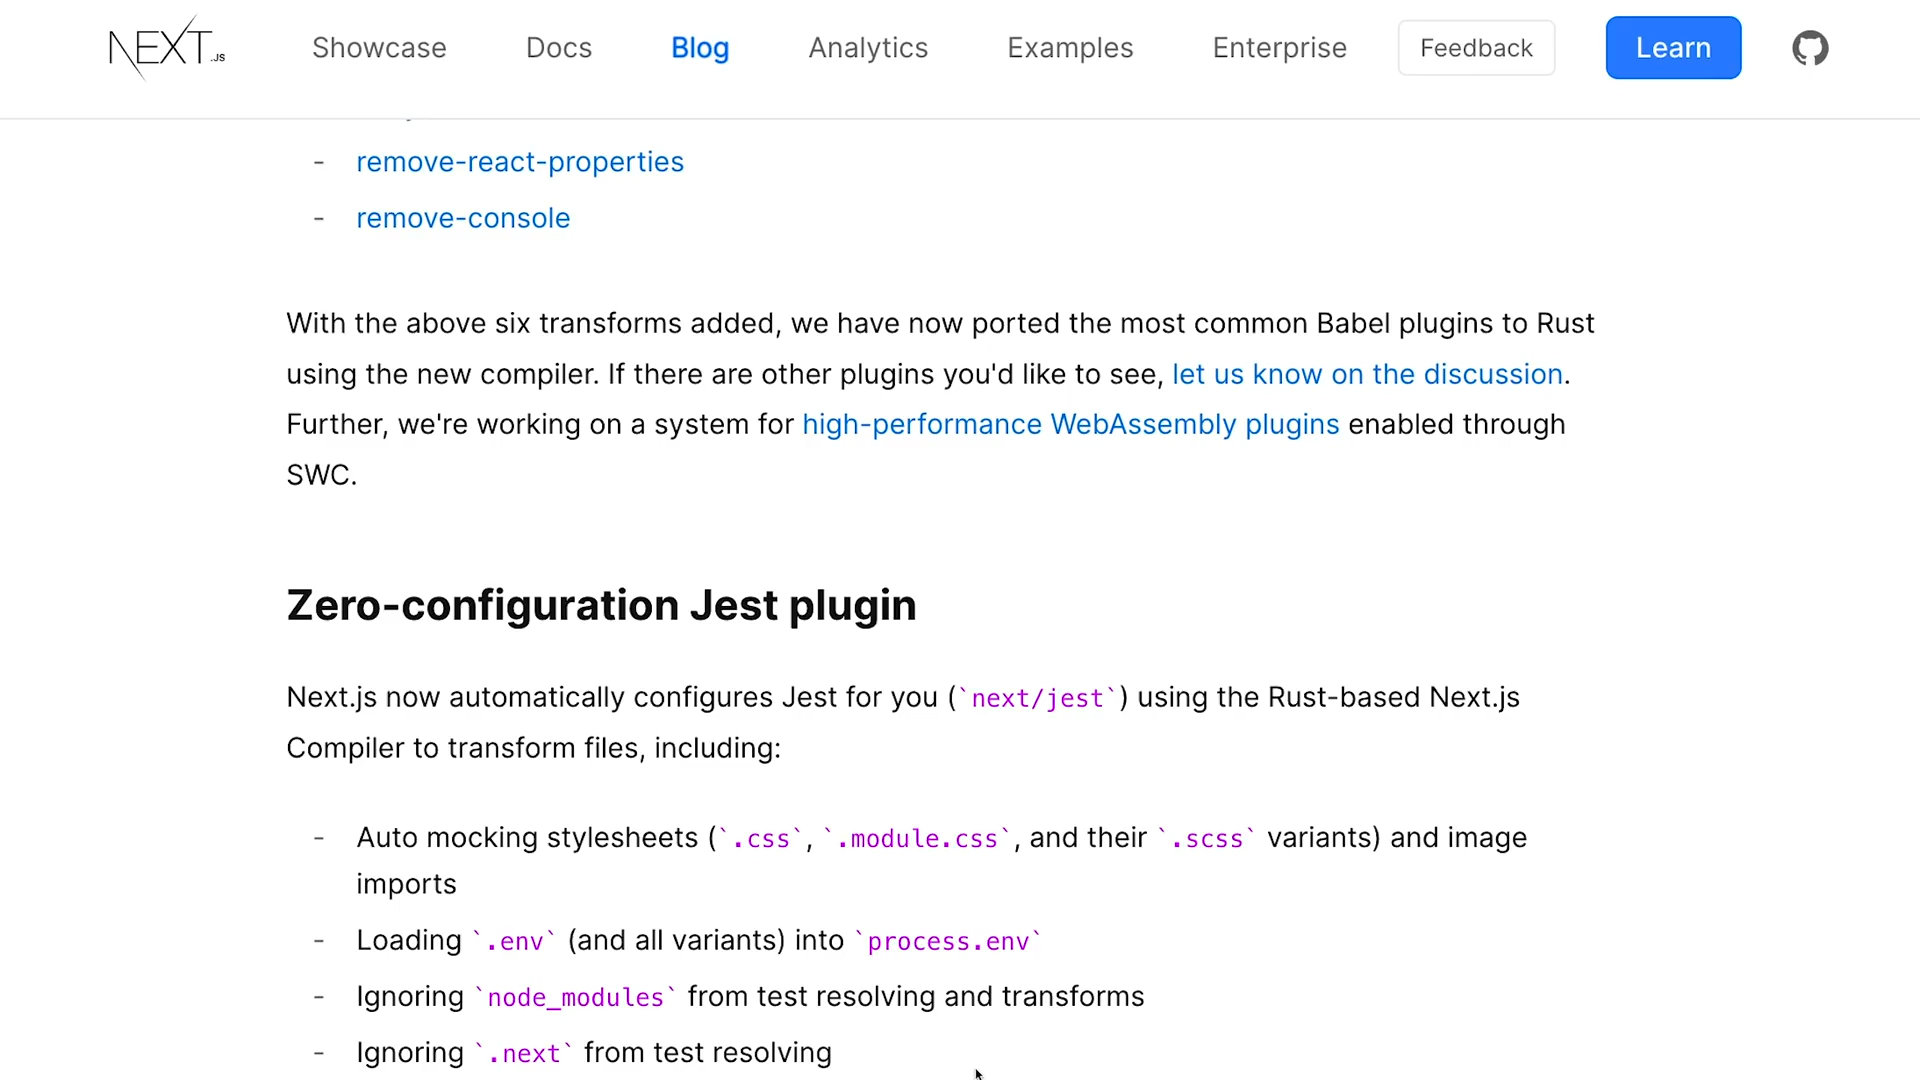 NEXT.JS Showcase Docs Blog Analytics Examples Enterprise Feedback Learn
- remove-react-properties
- remove-console
With the above six transforms added, we have now ported the most common Babel plugins to Rust
using the new compiler. If there are other plugins you'd like to see, let us know on the discussion.
Further, we're working on a system for high-performance WebAssembly plugins enabled through
SWC.
Zero-configuration Jest plugin
Next.js now automatically configures Jest for you (`next/jest`) using the Rust-based Next.js
Compiler to transform files, including:
- Auto mocking stylesheets (`.css`, `.module.css`, and their `.scss` variants) and image
imports
- Loading `.env` (and all variants) into `process.env`
- Ignoring `node_modules` from test resolving and transforms
- Ignoring `.next` from test resolving